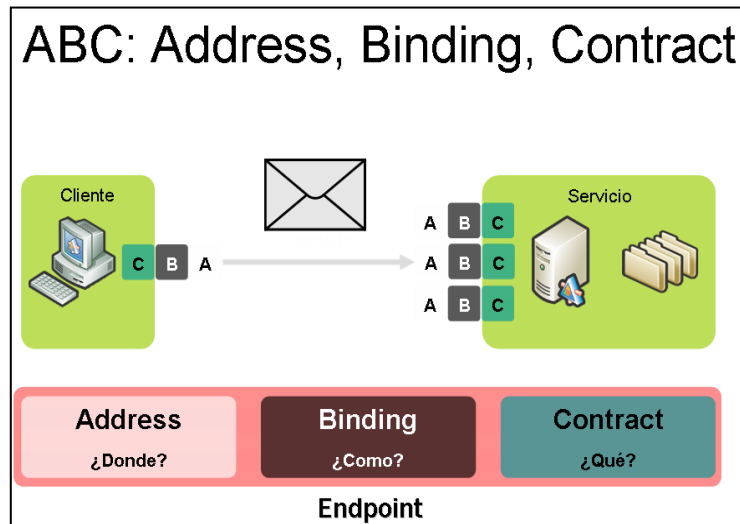 ABC: Address, Binding, Contract
Cliente
Servicio
A B C
C B A
A B C
A B C
Address
¿Donde?
Binding
¿Como?
Contract
¿Qué?
Endpoint